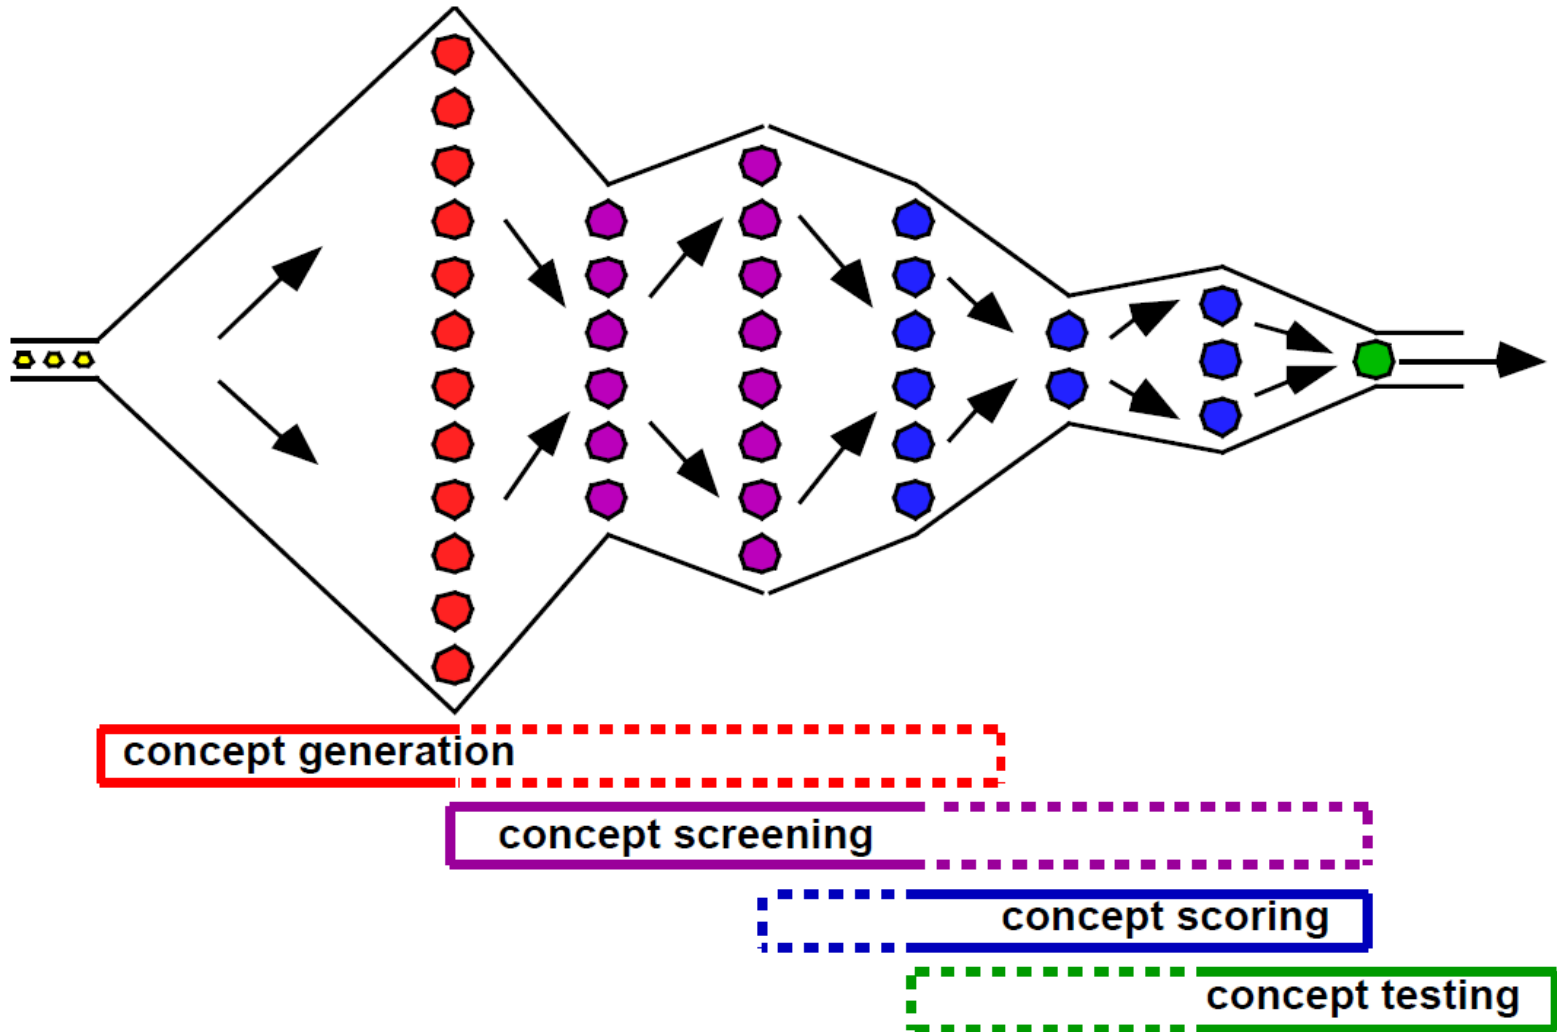 concept generation
concept screening
concept scoring
concept testing